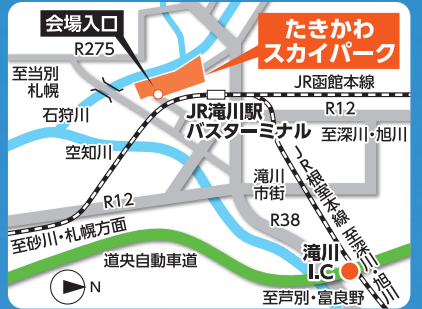 会場入口
たきかわ
スカイパーク
R275
至当別
札幌
JR函館本線
石狩川
JR滝川駅
バスターミナル
R12
至深川・旭川
空知川
滝川
市街
JR根室本線
R12
R38
至砂川・札幌方面
至深川・旭川
道央自動車道
滝川
I.C
N
至芦別・富良野